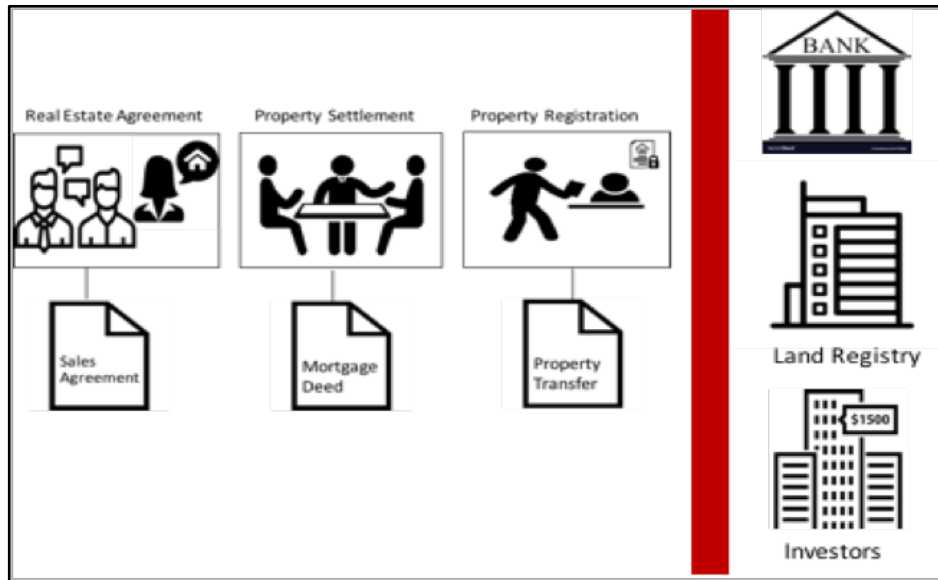 Real Estate Agreement
Property Settlement
Property Registration
Sales
Agreement
Mortgage
Deed
Property
Transfer
BANK
Land Registry
$1500
Investors